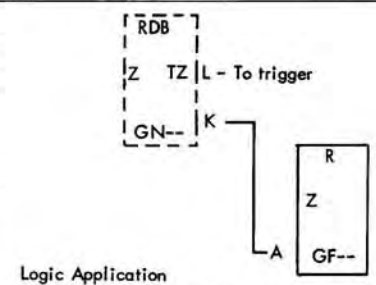 RDB
Z TZ L - To trigger
K
GN--
R
Z
A GF--
Logic Application